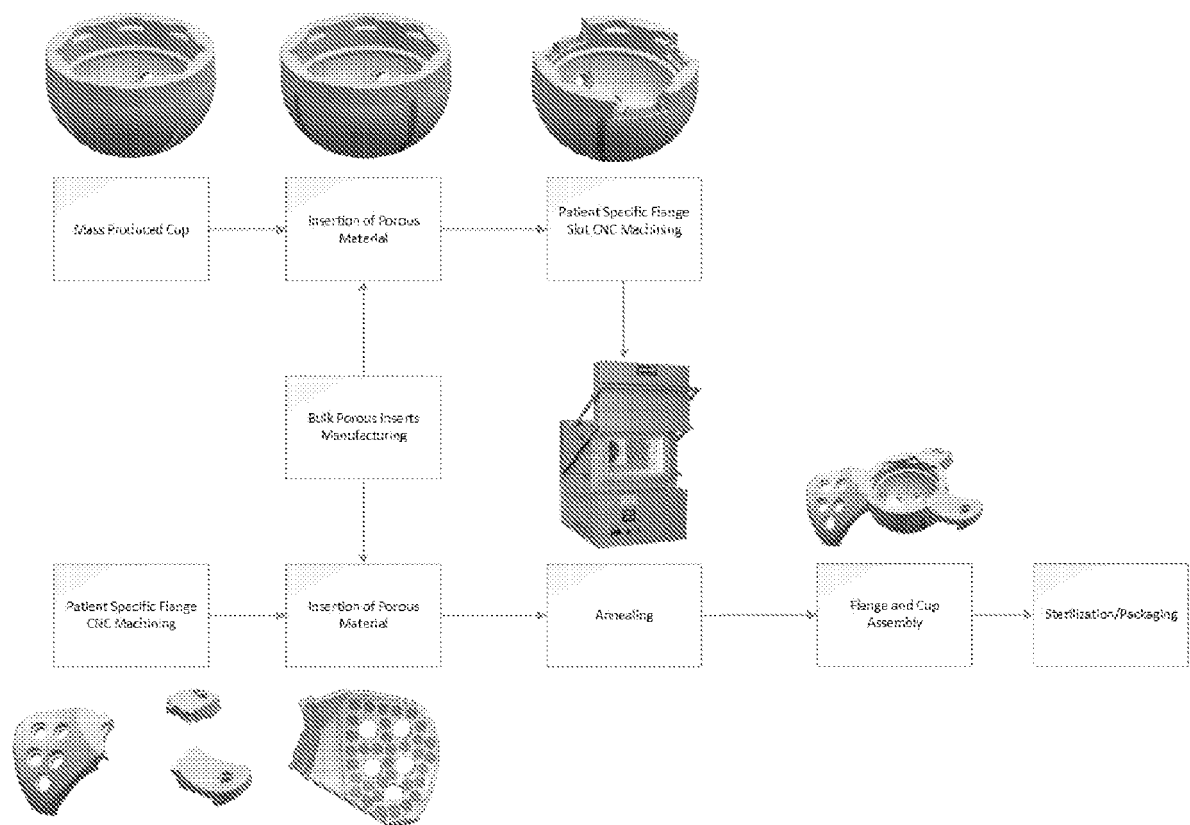 Mass Produced Cup
Insertion of Porous
Material
Patient Specific Flange
Slot CNC Machining
Bulk Porous Inserts
Manufacturing
Patient Specific Flange
CNC Machining
Insertion of Porous
Material
Annealing
Flange and Cup
Assembly
Sterilization/Packaging